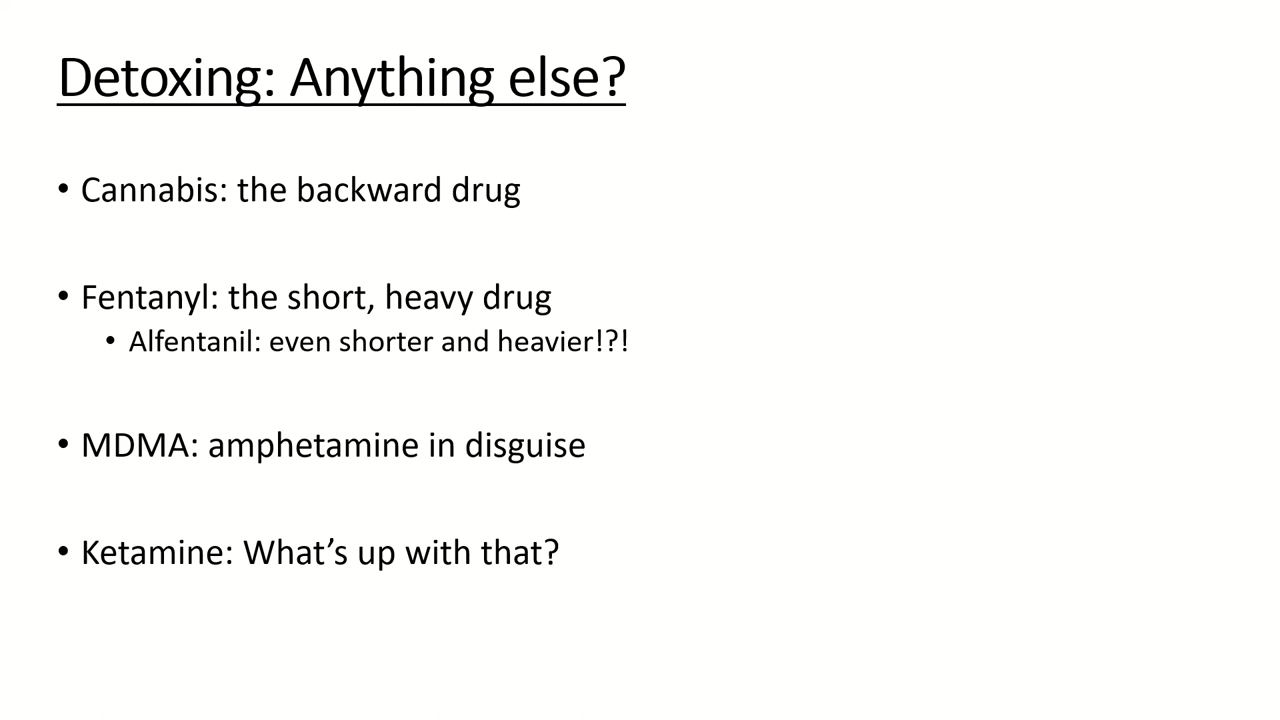 Detoxing: Anything else?
• Cannabis: the backward drug
• Fentanyl: the short, heavy drug
• Alfentanil: even shorter and heavier!?!
• MDMA: amphetamine in disguise
• Ketamine: What’s up with that?